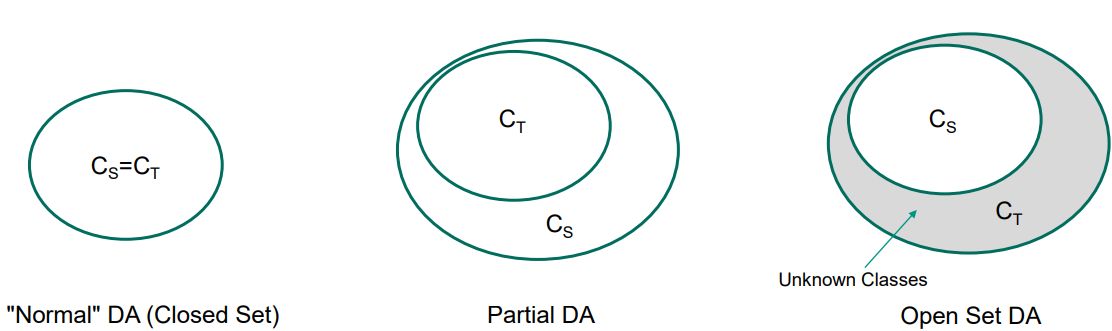 C_S=C_T
"Normal" DA (Closed Set)
C_T
C_S
Partial DA
C_S
C_T
Unknown Classes
Open Set DA